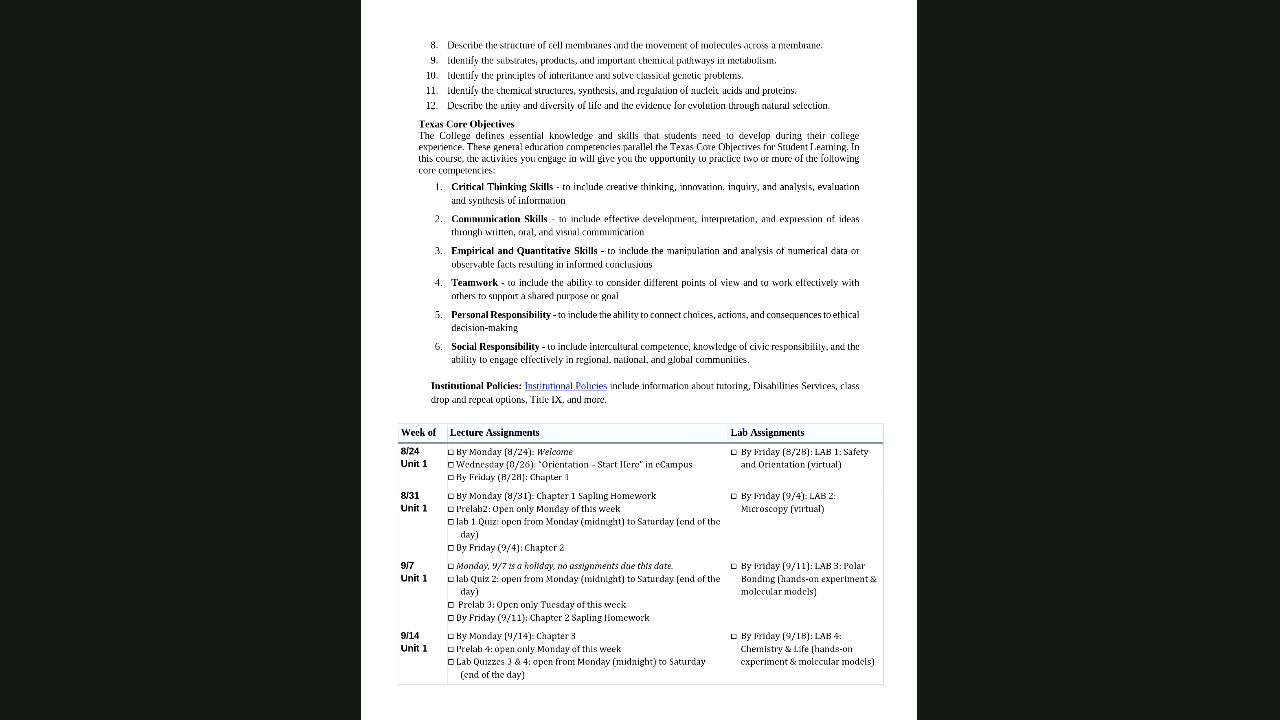 8. Describe the structure of cell membranes and the movement of molecules across a membrane.
9. Identify the substrates, products, and important chemical pathways in metabolism.
10. Identify the principles of inheritance and solve classical genetic problems.
11. Identify the chemical structures, synthesis, and regulation of nucleic acids and proteins.
12. Describe the unity and diversity of life and the evidence for evolution through natural selection.
Texas Core Objectives
The College defines essential knowledge and skills that students need to develop during their college
experience. These general education competencies parallel the Texas Core Objectives for Student Learning. In
this course, the activities you engage in will give you the opportunity to practice two or more of the following
core competencies:
1. Critical Thinking Skills - to include creative thinking, innovation, inquiry, and analysis, evaluation
and synthesis of information
2. Communication Skills - to include effective development, interpretation, and expression of ideas
through written, oral, and visual communication
3. Empirical and Quantitative Skills - to include the manipulation and analysis of numerical data or
observable facts resulting in informed conclusions
4. Teamwork - to include the ability to consider different points of view and to work effectively with
others to support a shared purpose or goal
5. Personal Responsibility - to include the ability to connect choices, actions, and consequences to ethical
decision-making
6. Social Responsibility - to include intercultural competence, knowledge of civic responsibility, and the
ability to engage effectively in regional, national, and global communities.
Institutional Policies: Institutional Policies include information about tutoring, Disabilities Services, class
drop and repeat options, Title IX, and more.
Week of Lecture Assignments Lab Assignments
8/24
Unit 1
□ By Monday (8/24): Welcome
□ Wednesday (8/26): "Orientation – Start Here" in eCampus
□ By Friday (8/28): Chapter 1
□ By Friday (8/28): LAB 1: Safety
and Orientation (virtual)
8/31
Unit 1
□ By Monday (8/31): Chapter 1 Sapling Homework
□ Prelab2: Open only Monday of this week
□ lab 1 Quiz: open from Monday (midnight) to Saturday (end of the
day)
□ By Friday (9/4): Chapter 2
□ By Friday (9/4): LAB 2:
Microscopy (virtual)
9/7
Unit 1
□ Monday, 9/7 is a holiday, no assignments due this date.
□ lab Quiz 2: open from Monday (midnight) to Saturday (end of the
day)
□ Prelab 3: Open only Tuesday of this week
□ By Friday (9/11): Chapter 2 Sapling Homework
□ By Friday (9/11): LAB 3: Polar
Bonding (hands-on experiment &
molecular models)
9/14
Unit 1
□ By Monday (9/14): Chapter 3
□ Prelab 4: open only Monday of this week
□ Lab Quizzes 3 & 4: open from Monday (midnight) to Saturday
(end of the day)
□ By Friday (9/18): LAB 4:
Chemistry & Life (hands-on
experiment & molecular models)